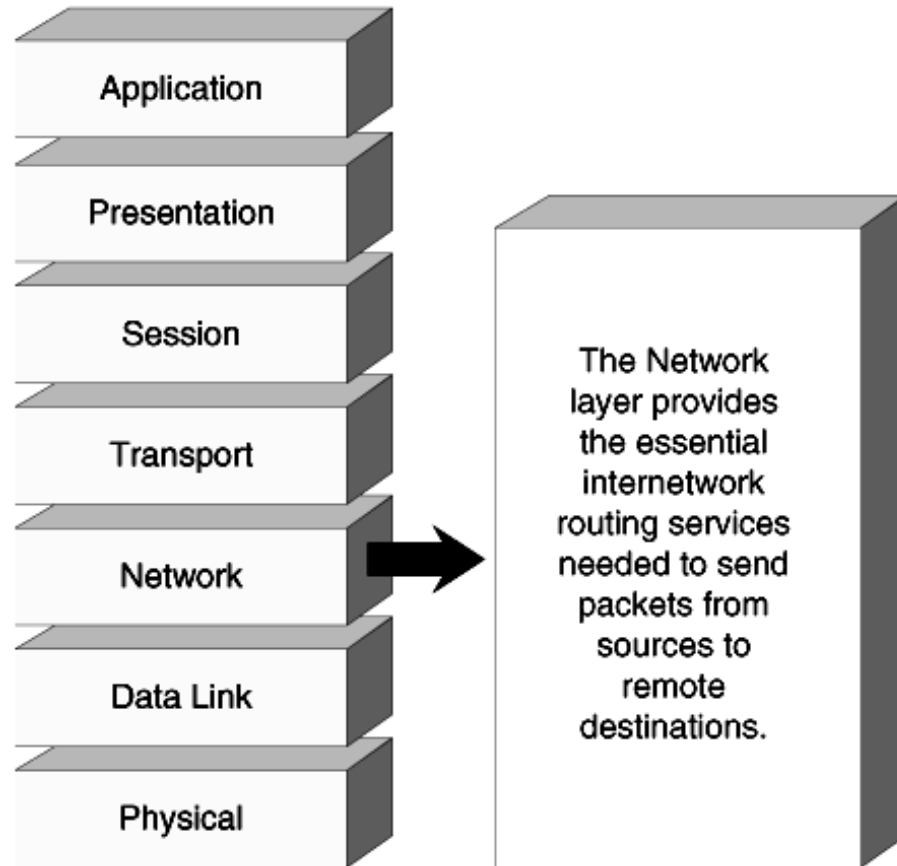 Application
Presentation
Session
Transport
Network
Data Link
Physical
The Network
layer provides
the essential
internetwork
routing services
needed to send
packets from
sources to
remote
destinations.